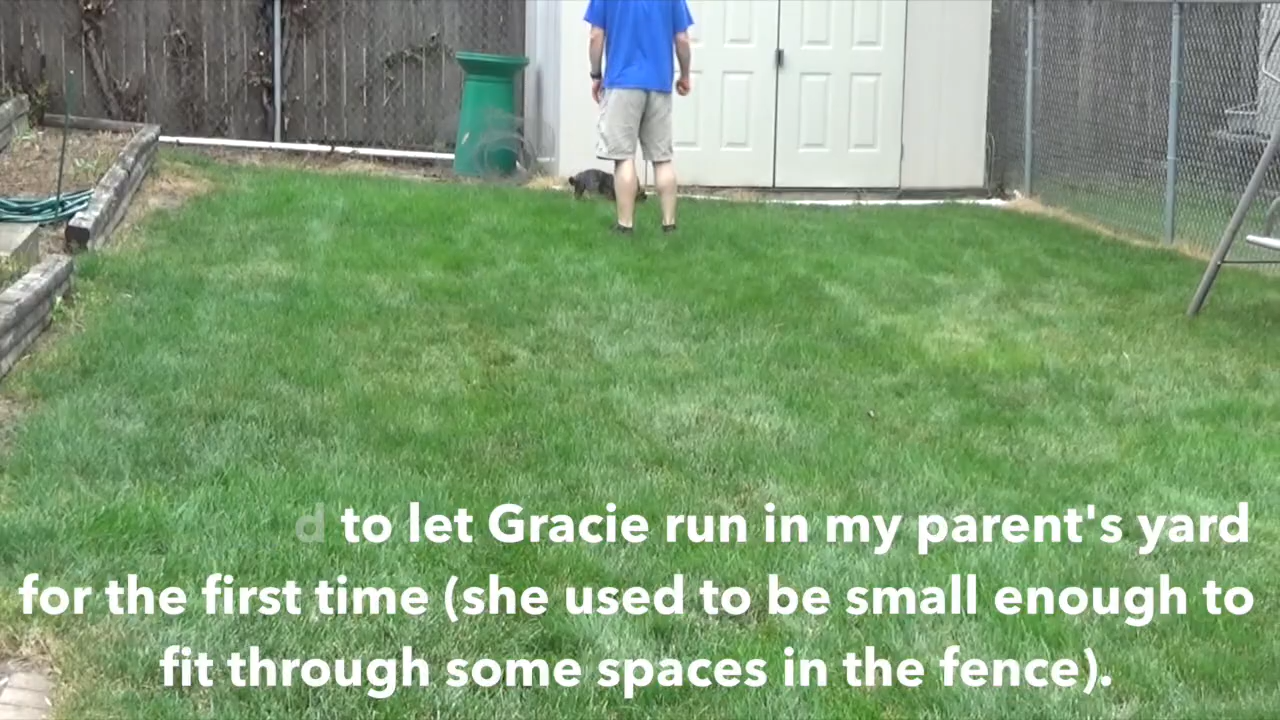 d to let Gracie run in my parent's yard
for the first time (she used to be small enough to
fit through some spaces in the fence).